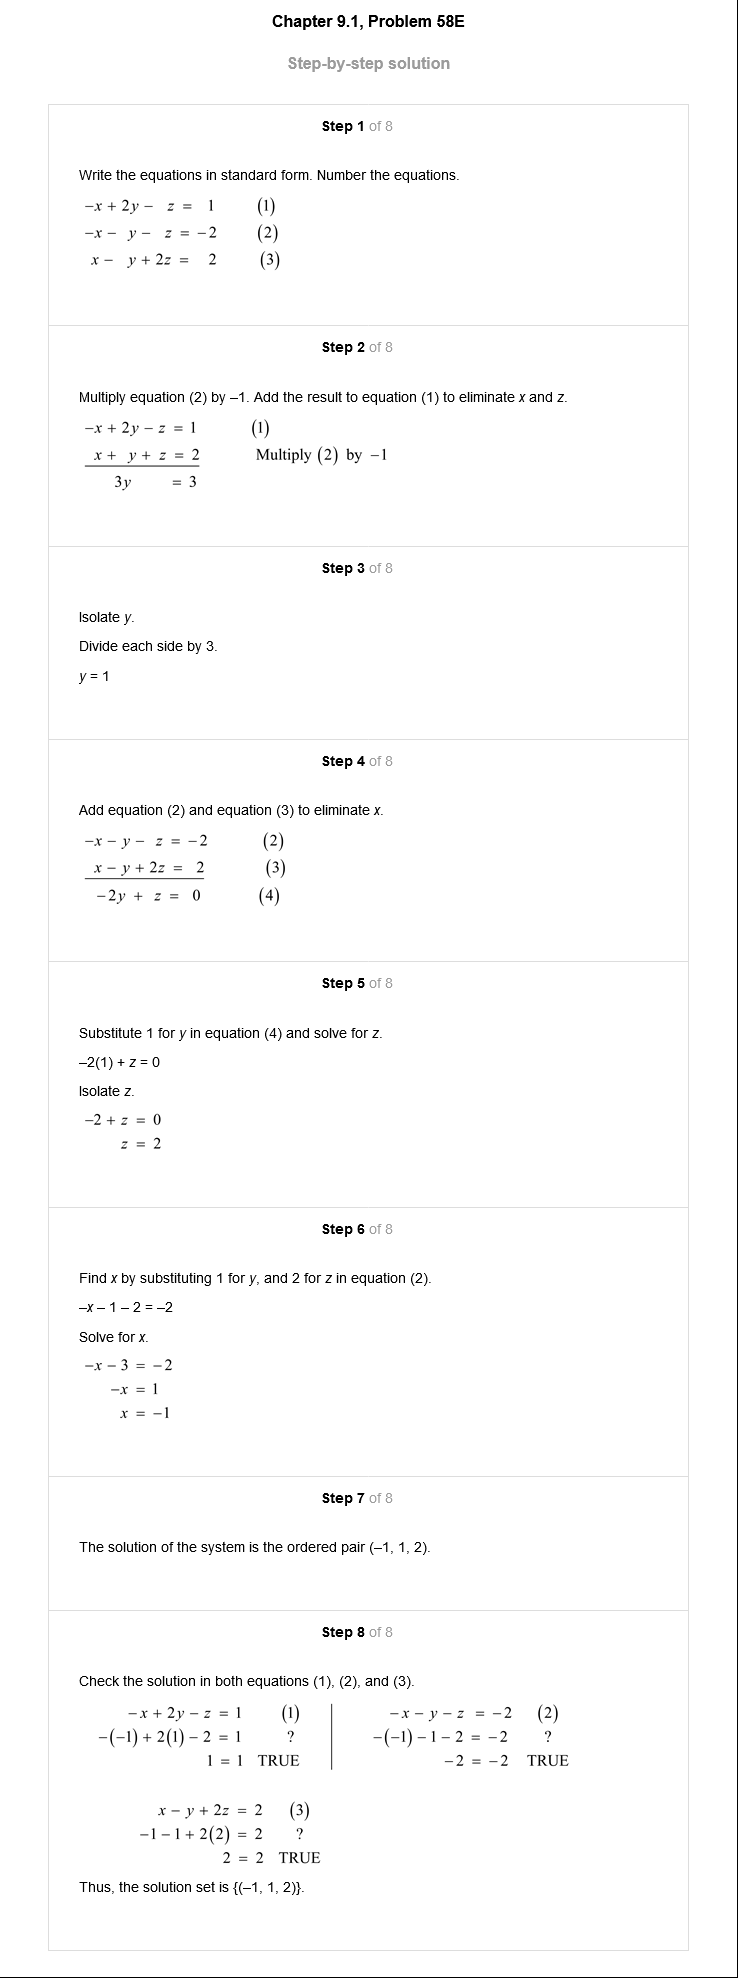 Chapter 9.1, Problem 58E
Step-by-step solution
Step 1 of 8
Write the equations in standard form. Number the equations.
−x + 2y − z = 1 (1)
−x − y − z = −2 (2)
x − y + 2z = 2 (3)
Step 2 of 8
Multiply equation (2) by –1. Add the result to equation (1) to eliminate x and z.
−x + 2y − z = 1 (1)
x + y + z = 2 Multiply (2) by −1
3y = 3
Step 3 of 8
Isolate y.
Divide each side by 3.
y = 1
Step 4 of 8
Add equation (2) and equation (3) to eliminate x.
−x − y − z = −2 (2)
x − y + 2z = 2 (3)
−2y + z = 0 (4)
Step 5 of 8
Substitute 1 for y in equation (4) and solve for z.
–2(1) + z = 0
Isolate z.
−2 + z = 0
z = 2
Step 6 of 8
Find x by substituting 1 for y, and 2 for z in equation (2).
–x – 1 – 2 = –2
Solve for x.
−x − 3 = −2
−x = 1
x = −1
Step 7 of 8
The solution of the system is the ordered pair (–1, 1, 2).
Step 8 of 8
Check the solution in both equations (1), (2), and (3).
−x + 2y − z = 1 (1) −x − y − z = −2 (2)
−(−1) + 2(1) − 2 = 1 ? −(−1) − 1 − 2 = −2 ?
1 = 1 TRUE −2 = −2 TRUE
x − y + 2z = 2 (3)
−1 − 1 + 2(2) = 2 ?
2 = 2 TRUE
Thus, the solution set is {(–1, 1, 2)}.